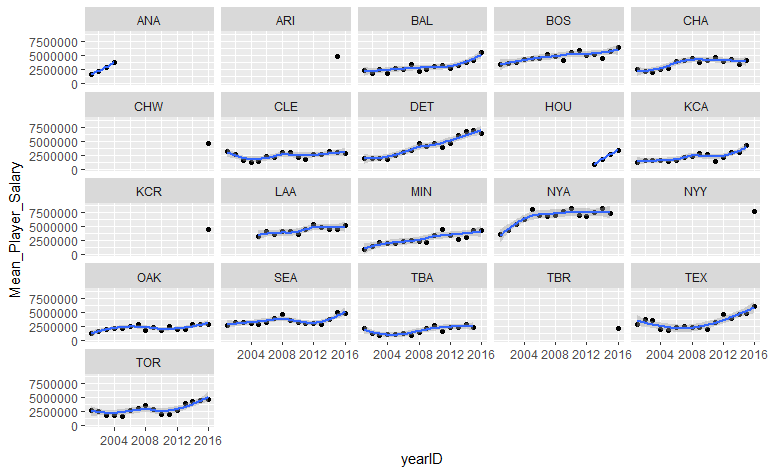 ANA ARI BAL BOS CHA
7500000
5000000
2500000
0
CHW CLE DET HOU KCA
7500000
5000000
2500000
0
KCR LAA MIN NYA NYY
7500000
5000000
2500000
0
OAK SEA TBA TBR TEX
7500000
5000000
2500000
0
2004 2008 2012 2016 2004 2008 2012 2016 2004 2008 2012 2016 2004 2008 2012 2016
TOR
7500000
5000000
2500000
0
2004 2008 2012 2016
Mean_Player_Salary
yearID